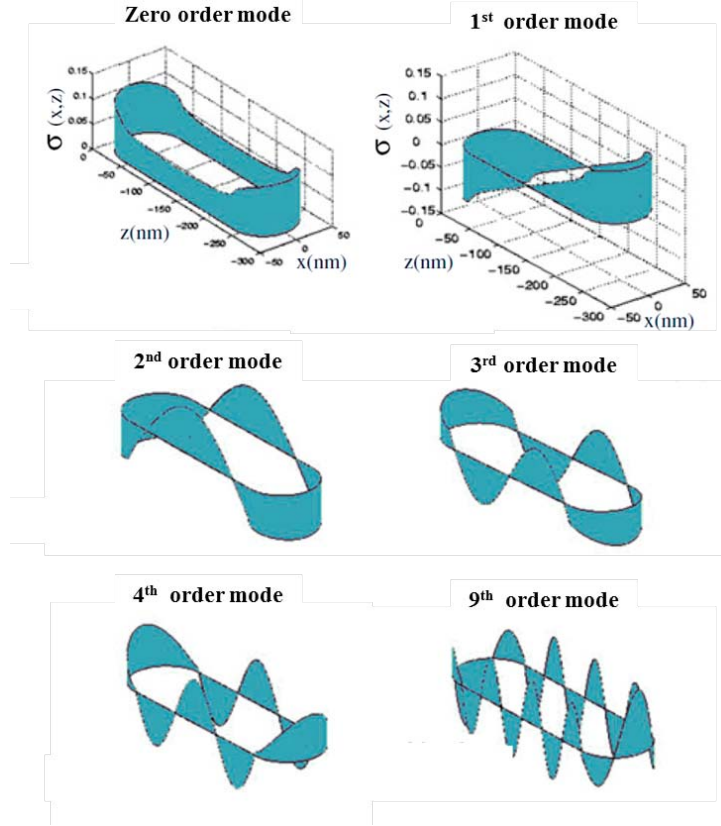 Zero order mode
1st order mode
0.15
0.1
0.05
0
σ (x,z)
0
−50
−100
−150
−200
−250
−300
z(nm)
−50
0
50
x(nm)
0.15
0.1
0.05
0
−0.05
−0.1
−0.15
σ (x,z)
0
−50
−100
−150
−200
−250
−300
z(nm)
−50
0
50
x(nm)
2nd order mode
3rd order mode
4th order mode
9th order mode